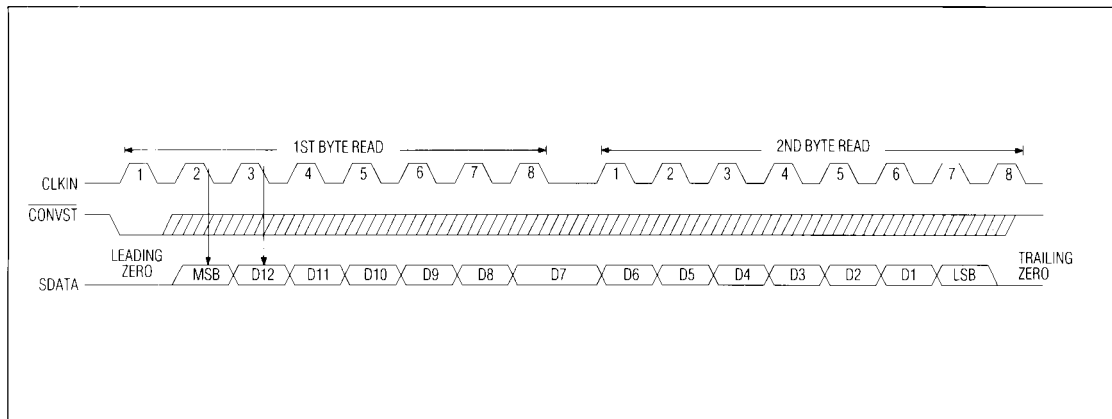 1ST BYTE READ 2ND BYTE READ
CLKIN 1 2 3 4 5 6 7 8 1 2 3 4 5 6 7 8
CONVST
LEADING ZERO
SDATA MSB D12 D11 D10 D9 D8 D7 D6 D5 D4 D3 D2 D1 LSB
TRAILING ZERO